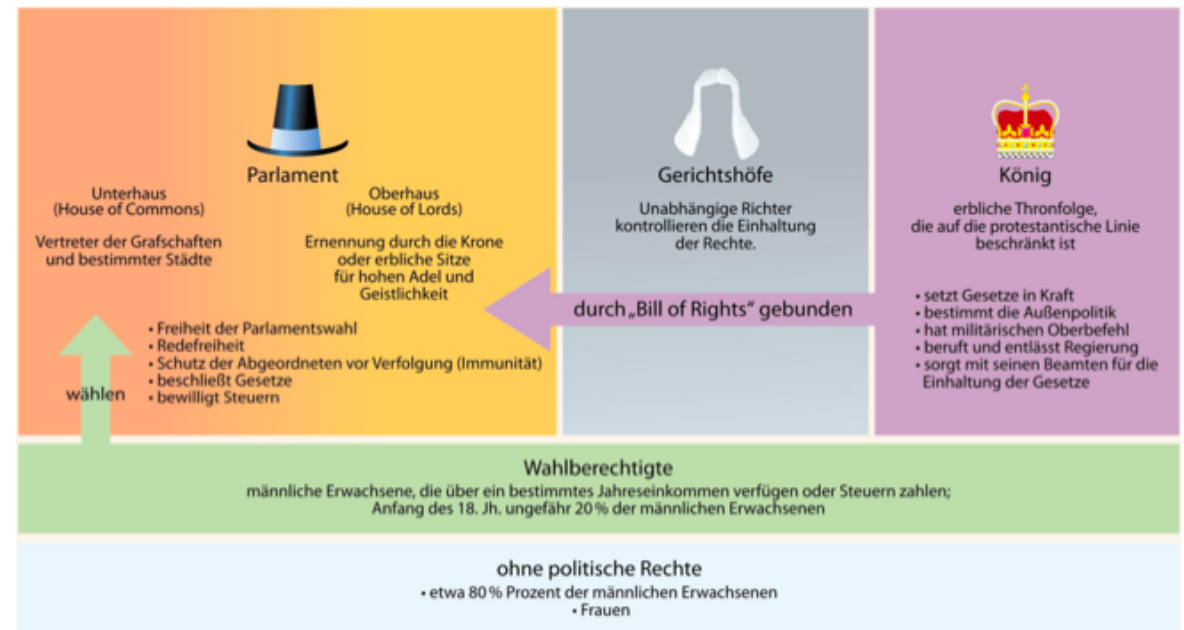 Parlament
Unterhaus
(House of Commons)
Vertreter der Grafschaften
und bestimmter Städte
Oberhaus
(House of Lords)
Ernennung durch die Krone
oder erbliche Sitze
für hohen Adel und
Geistlichkeit
• Freiheit der Parlamentswahl
• Redefreiheit
• Schutz der Abgeordneten vor Verfolgung (Immunität)
• beschließt Gesetze
• bewilligt Steuern
wählen
Gerichtshöfe
Unabhängige Richter
kontrollieren die Einhaltung
der Rechte.
durch „Bill of Rights“ gebunden
König
erbliche Thronfolge,
die auf die protestantische Linie
beschränkt ist
• setzt Gesetze in Kraft
• bestimmt die Außenpolitik
• hat militärischen Oberbefehl
• beruft und entlässt Regierung
• sorgt mit seinen Beamten für die
Einhaltung der Gesetze
Wahlberechtigte
männliche Erwachsene, die über ein bestimmtes Jahreseinkommen verfügen oder Steuern zahlen;
Anfang des 18. Jh. ungefähr 20 % der männlichen Erwachsenen
ohne politische Rechte
• etwa 80 % Prozent der männlichen Erwachsenen
• Frauen